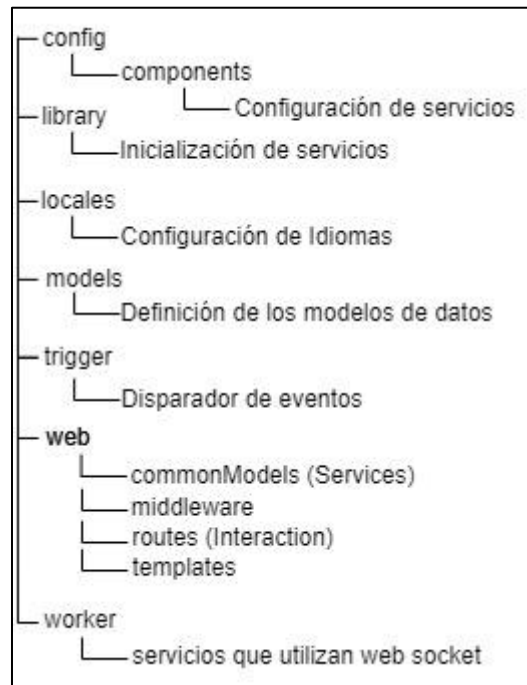 config
components
Configuración de servicios
library
Inicialización de servicios
locales
Configuración de Idiomas
models
Definición de los modelos de datos
trigger
Disparador de eventos
web
commonModels (Services)
middleware
routes (Interaction)
templates
worker
servicios que utilizan web socket